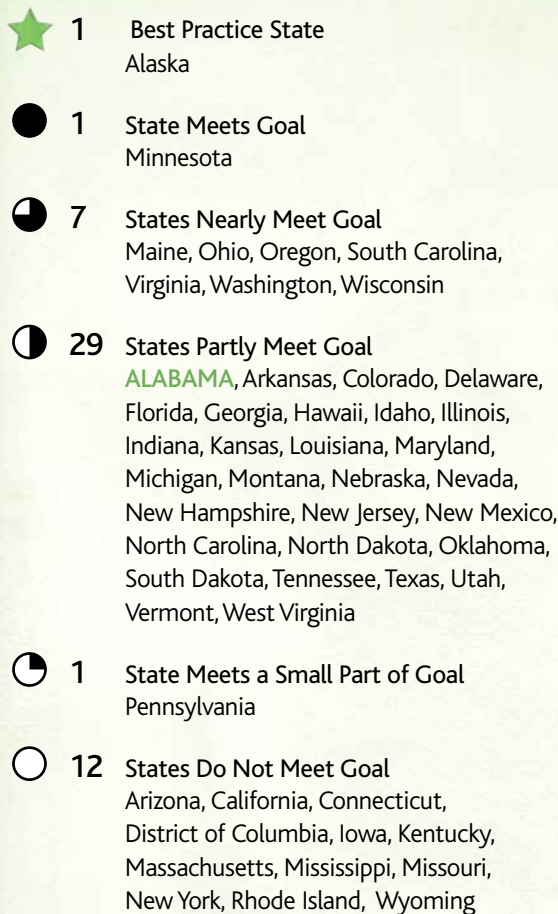 1 Best Practice State
Alaska
1 State Meets Goal
Minnesota
7 States Nearly Meet Goal
Maine, Ohio, Oregon, South Carolina,
Virginia, Washington, Wisconsin
29 States Partly Meet Goal
ALABAMA, Arkansas, Colorado, Delaware,
Florida, Georgia, Hawaii, Idaho, Illinois,
Indiana, Kansas, Louisiana, Maryland,
Michigan, Montana, Nebraska, Nevada,
New Hampshire, New Jersey, New Mexico,
North Carolina, North Dakota, Oklahoma,
South Dakota, Tennessee, Texas, Utah,
Vermont, West Virginia
1 State Meets a Small Part of Goal
Pennsylvania
12 States Do Not Meet Goal
Arizona, California, Connecticut,
District of Columbia, Iowa, Kentucky,
Massachusetts, Mississippi, Missouri,
New York, Rhode Island, Wyoming